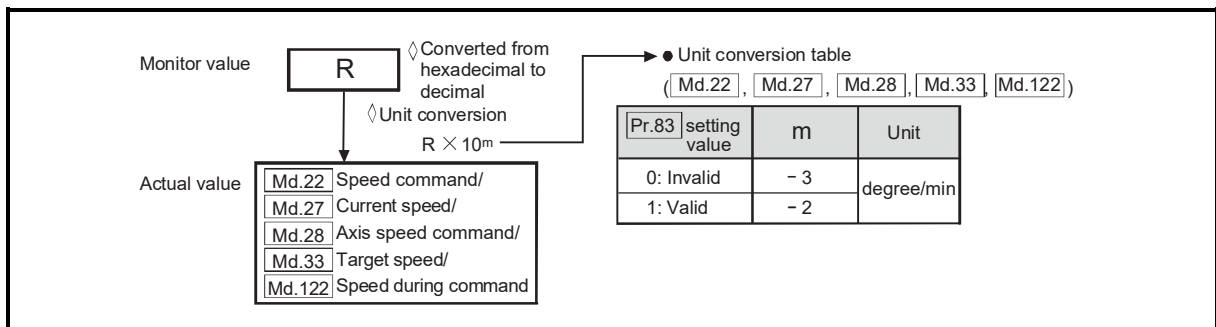 Monitor value
R
◊Converted from
hexadecimal to
decimal
◊Unit conversion
R × 10m
● Unit conversion table
( Md.22 , Md.27 , Md.28 , Md.33 , Md.122 )
Pr.83 setting value m Unit
0: Invalid − 3 degree/min
1: Valid − 2
Actual value
Md.22 Speed command/
Md.27 Current speed/
Md.28 Axis speed command/
Md.33 Target speed/
Md.122 Speed during command